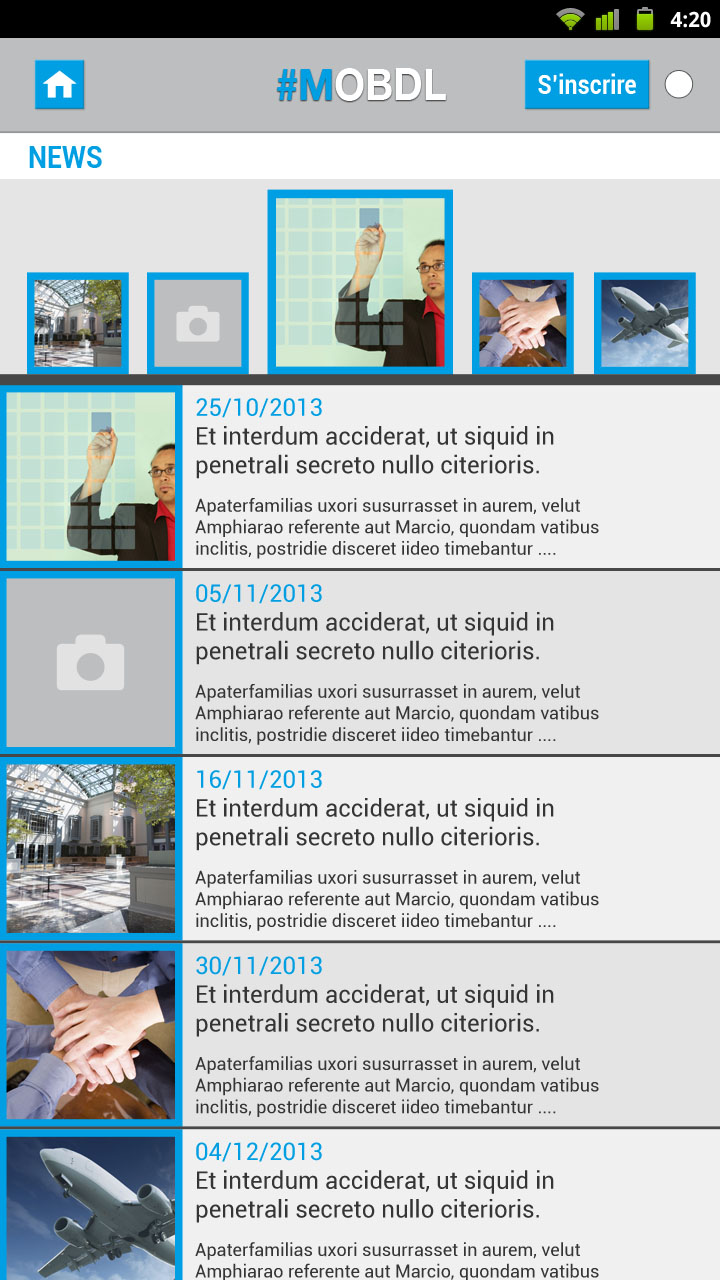 4:20
#MOBDL
S'inscrire
NEWS
25/10/2013
Et interdum acciderat, ut siquid in
penetrali secreto nullo citerioris.
Apaterfamilias uxori susurrasset in aurem, velut
Amphiarao referente aut Marcio, quondam vatibus
inclitis, postridie disceret iideo timebantur ....
05/11/2013
Et interdum acciderat, ut siquid in
penetrali secreto nullo citerioris.
Apaterfamilias uxori susurrasset in aurem, velut
Amphiarao referente aut Marcio, quondam vatibus
inclitis, postridie disceret iideo timebantur ....
16/11/2013
Et interdum acciderat, ut siquid in
penetrali secreto nullo citerioris.
Apaterfamilias uxori susurrasset in aurem, velut
Amphiarao referente aut Marcio, quondam vatibus
inclitis, postridie disceret iideo timebantur ....
30/11/2013
Et interdum acciderat, ut siquid in
penetrali secreto nullo citerioris.
Apaterfamilias uxori susurrasset in aurem, velut
Amphiarao referente aut Marcio, quondam vatibus
inclitis, postridie disceret iideo timebantur ....
04/12/2013
Et interdum acciderat, ut siquid in
penetrali secreto nullo citerioris.
Apaterfamilias uxori susurrasset in aurem, velut
Amphiarao referente aut Marcio, quondam vatibus